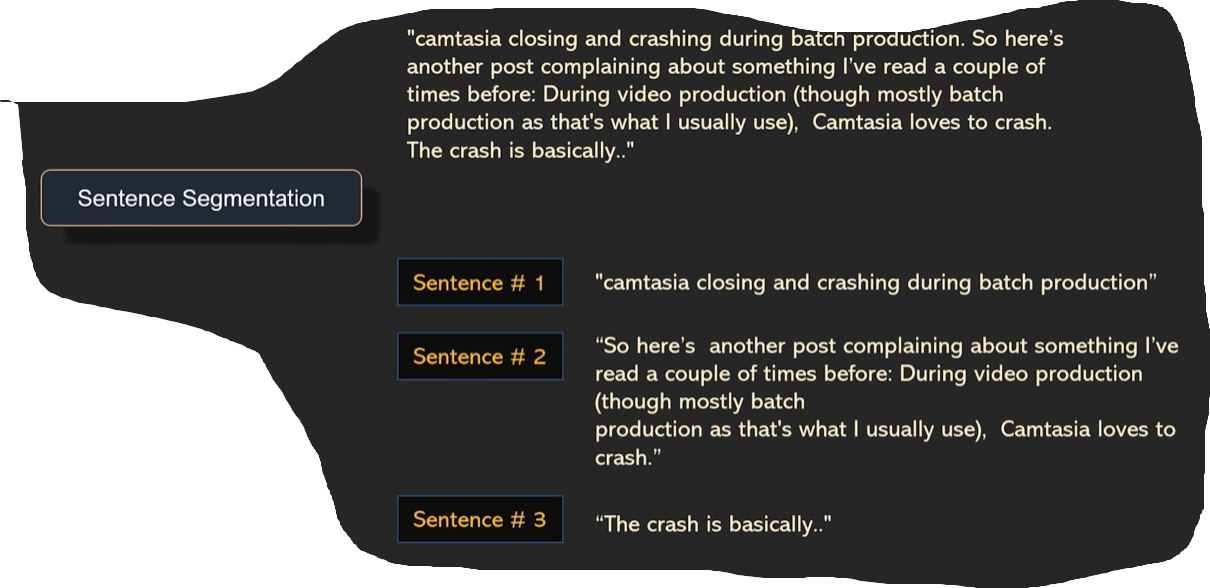 "camtasia closing and crashing during batch production. So here’s
another post complaining about something I’ve read a couple of
times before: During video production (though mostly batch
production as that's what I usually use),  Camtasia loves to crash.
The crash is basically.."
Sentence Segmentation
Sentence # 1
"camtasia closing and crashing during batch production”
Sentence # 2
“So here’s  another post complaining about something I’ve
read a couple of times before: During video production
(though mostly batch
production as that's what I usually use),  Camtasia loves to
crash.”
Sentence # 3
“The crash is basically.."